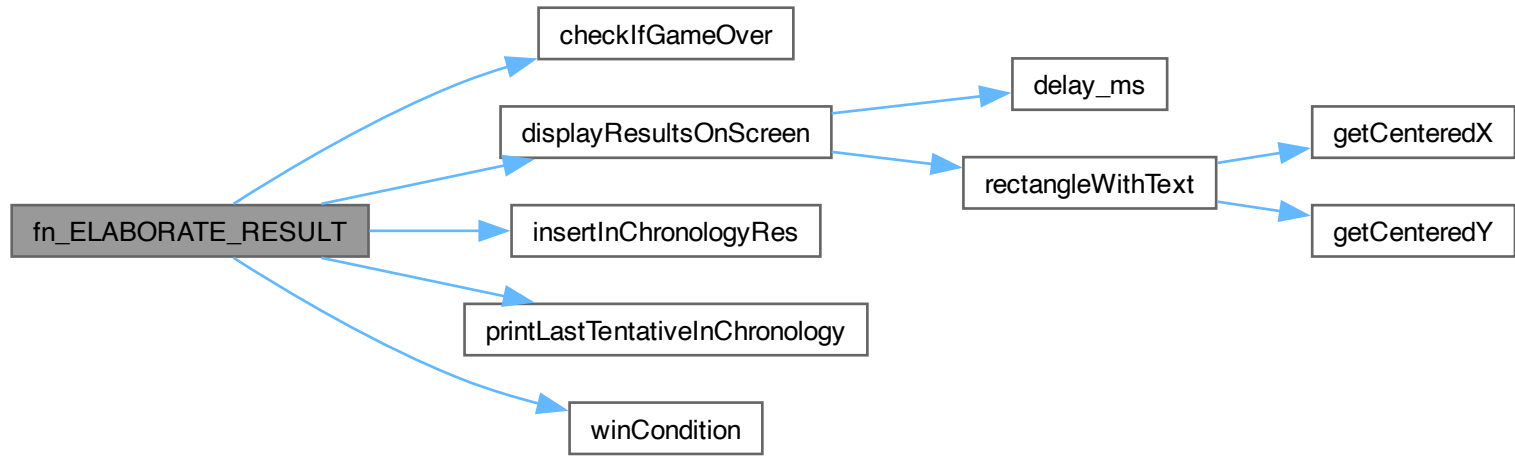 checkIfGameOver
delay_ms
displayResultsOnScreen
getCenteredX
rectangleWithText
fn_ELABORATE_RESULT
insertInChronologyRes
getCenteredY
printLastTentativeInChronology
winCondition